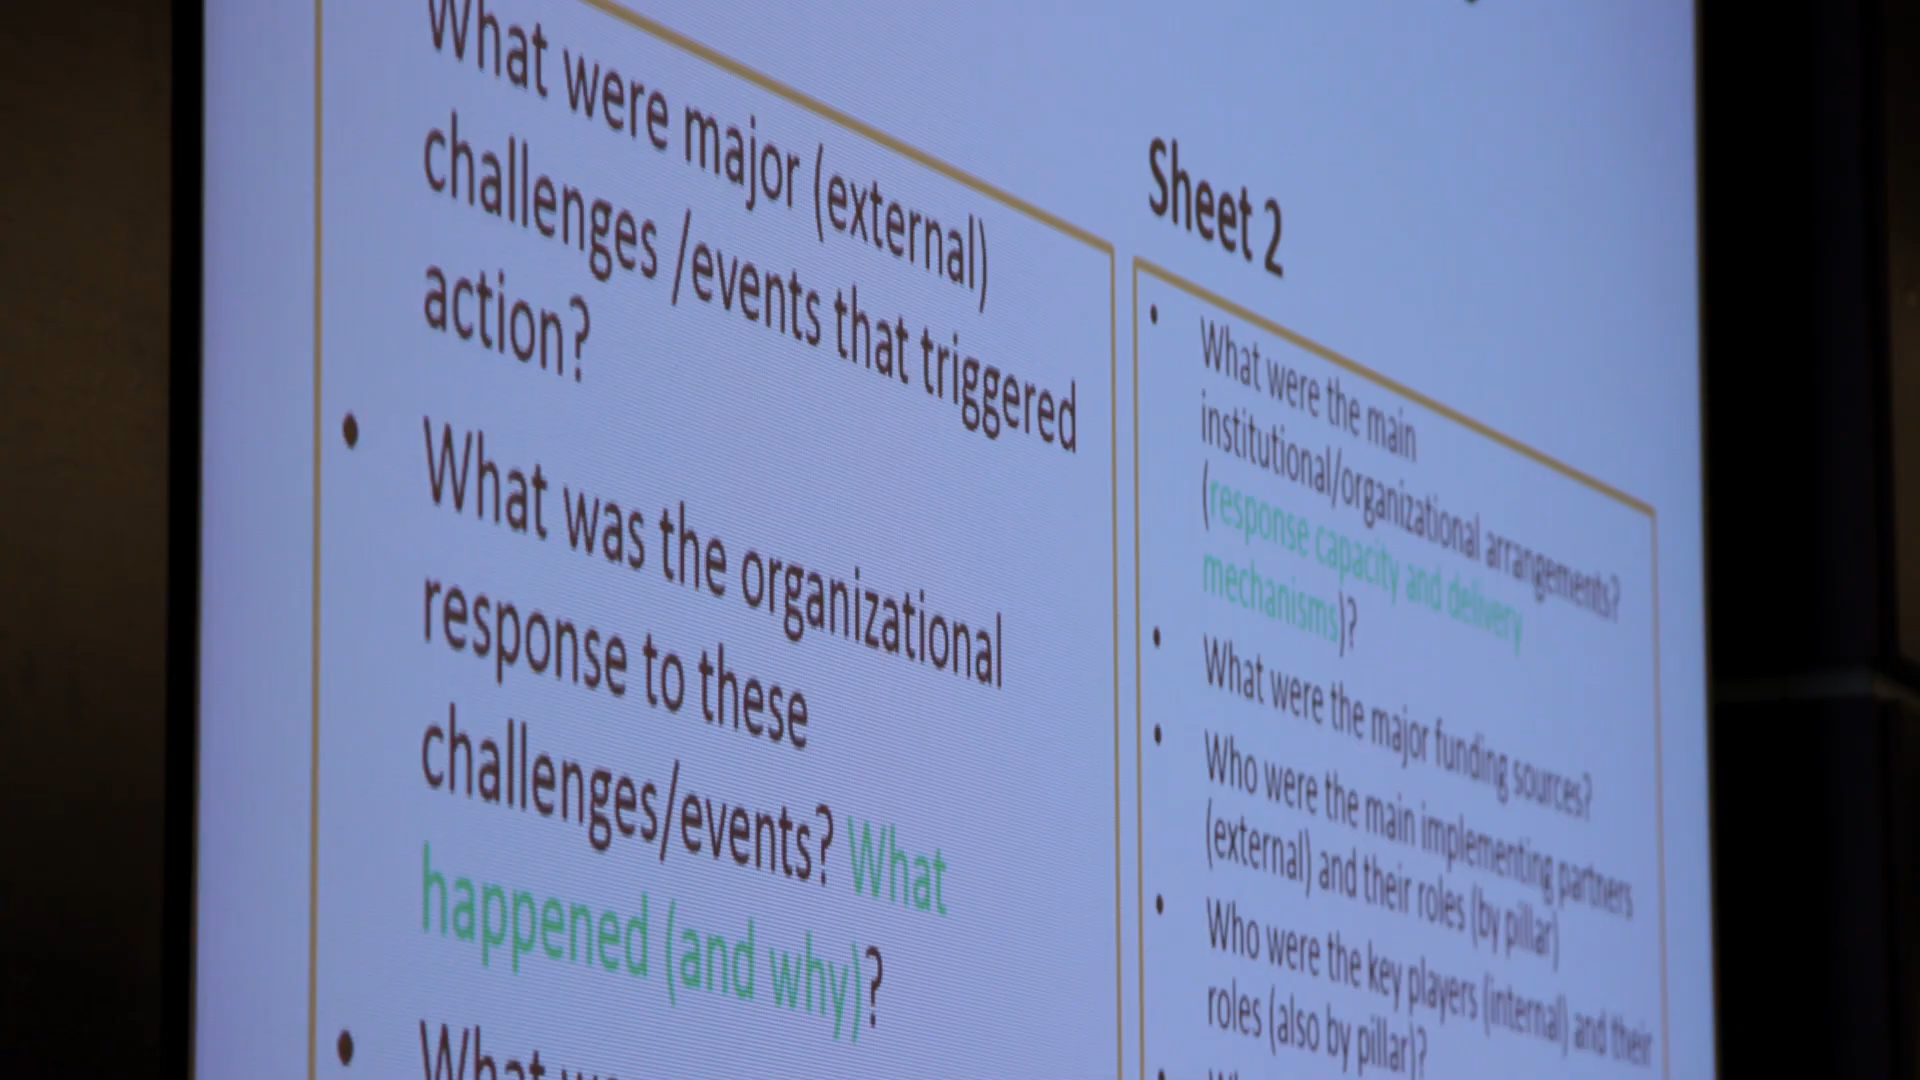 What were major (external)
challenges /events that triggered
action?
• What was the organizational
response to these
challenges/events? What
happened (and why)?
• What
Sheet 2
• What were the main
institutional/organizational arrangements?
(response capacity and delivery
mechanisms)?
• What were the major funding sources?
• Who were the main implementing partners
(external) and their roles (by pillar)
• Who were the key players (internal) and their
roles (also by pillar)?